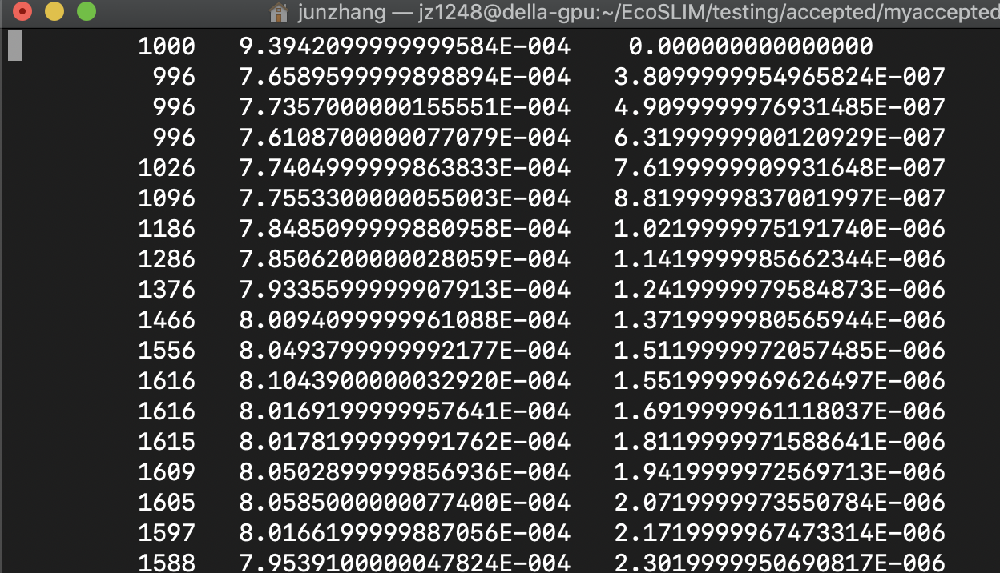 junzhang — jz1248@della-gpu:~/EcoSLIM/testing/accepted/myaccepted
1000 9.3942099999999584E-004 0.000000000000000
996 7.6589599999898894E-004 3.8099999954965824E-007
996 7.7357000000155551E-004 4.9099999976931485E-007
996 7.6108700000077079E-004 6.3199999900120929E-007
1026 7.7404999999863833E-004 7.6199999909931648E-007
1096 7.7553300000055003E-004 8.8199999837001997E-007
1186 7.8485099999880958E-004 1.0219999975191740E-006
1286 7.8506200000028059E-004 1.1419999985662344E-006
1376 7.9335599999907913E-004 1.2419999979584873E-006
1466 8.0094099999961088E-004 1.3719999980565944E-006
1556 8.0493799999992177E-004 1.5119999972057485E-006
1616 8.1043900000032920E-004 1.5519999969626497E-006
1616 8.0169199999957641E-004 1.6919999961118037E-006
1615 8.0178199999991762E-004 1.8119999971588641E-006
1609 8.0502899999856936E-004 1.9419999972569713E-006
1605 8.0585000000077400E-004 2.0719999973550784E-006
1597 8.0166199999887056E-004 2.1719999967473314E-006
1588 7.9539100000047824E-004 2.3019999950690817E-006